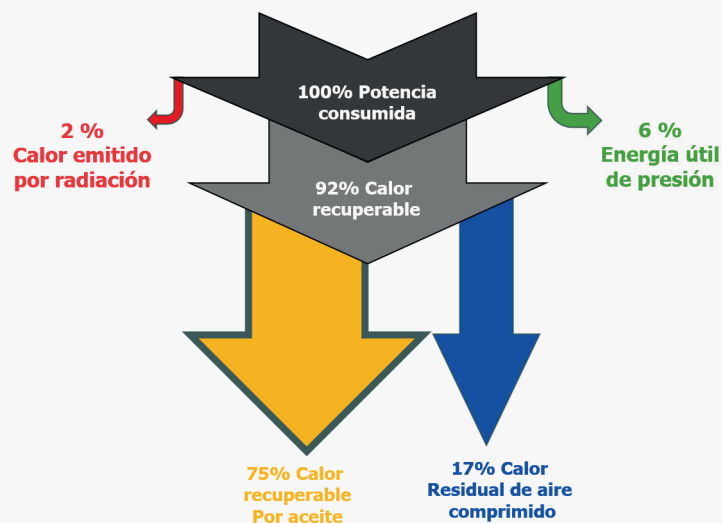 100% Potencia
consumida
2 %
Calor emitido
por radiación
6 %
Energía útil
de presión
92% Calor
recuperable
75% Calor
recuperable
Por aceite
17% Calor
Residual de aire
comprimido